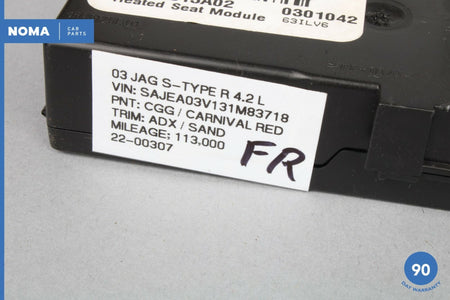 NOMA CAR PARTS
15A02
Heated Seat Module
0301042
63ILV6
03 JAG S-TYPE R 4.2 L
VIN: SAJEA03V131M83718
PNT: CGG / CARNIVAL RED
TRIM: ADX / SAND
MILEAGE; 113,000
22-00307
FR
90
DAY WARRANTY